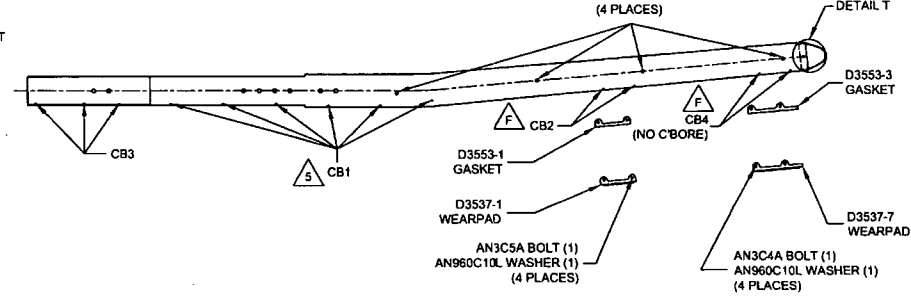 T
(4 PLACES)
DETAIL T
D3553-3
GASKET
F
CB2
F
CB4
(NO C'BORE)
CB3
5
CB1
D3553-1
GASKET
D3537-1
WEARPAD
D3537-7
WEARPAD
AN3C5A BOLT (1)
AN960C10L WASHER (1)
(4 PLACES)
AN3C4A BOLT (1)
AN960C10L WASHER (1)
(4 PLACES)